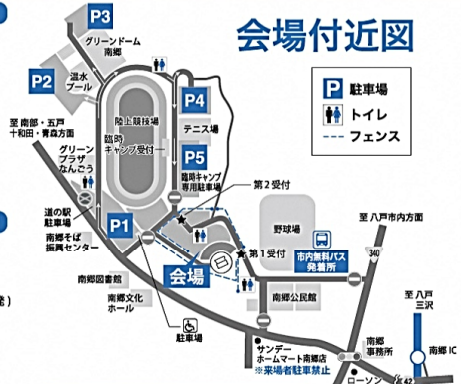 会場付近図
P 駐車場
トイレ
フェンス
P3
グリーンドーム
南郷
P2
温水
プール
至 南部・五戸
十和田・青森方面
陸上競技場
臨時
キャンプ受付
P4
テニス場
P5
臨時キャンプ
専用駐車場
グリーン
プラザ
なんごう
道の駅
駐車場
P1
南郷そば
振興センター
第2受付
野球場
至 八戸市内方面
340
会場
第1受付
市内無料バス
発着所
南郷図書館
南郷文化
ホール
南郷公民館
至 八戸
三沢
駐車場
サンデー
ホームマート南郷店
※来場者駐車禁止
南郷
事務所
南郷 IC
ローソン
42